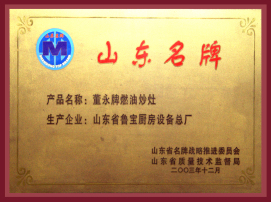 山东名牌
产品名称：董永牌燃油炒灶
生产企业：山东省鲁宝厨房设备总厂
山东省名牌战略推进委员会
山东省质量技术监督局
二〇〇三年十二月